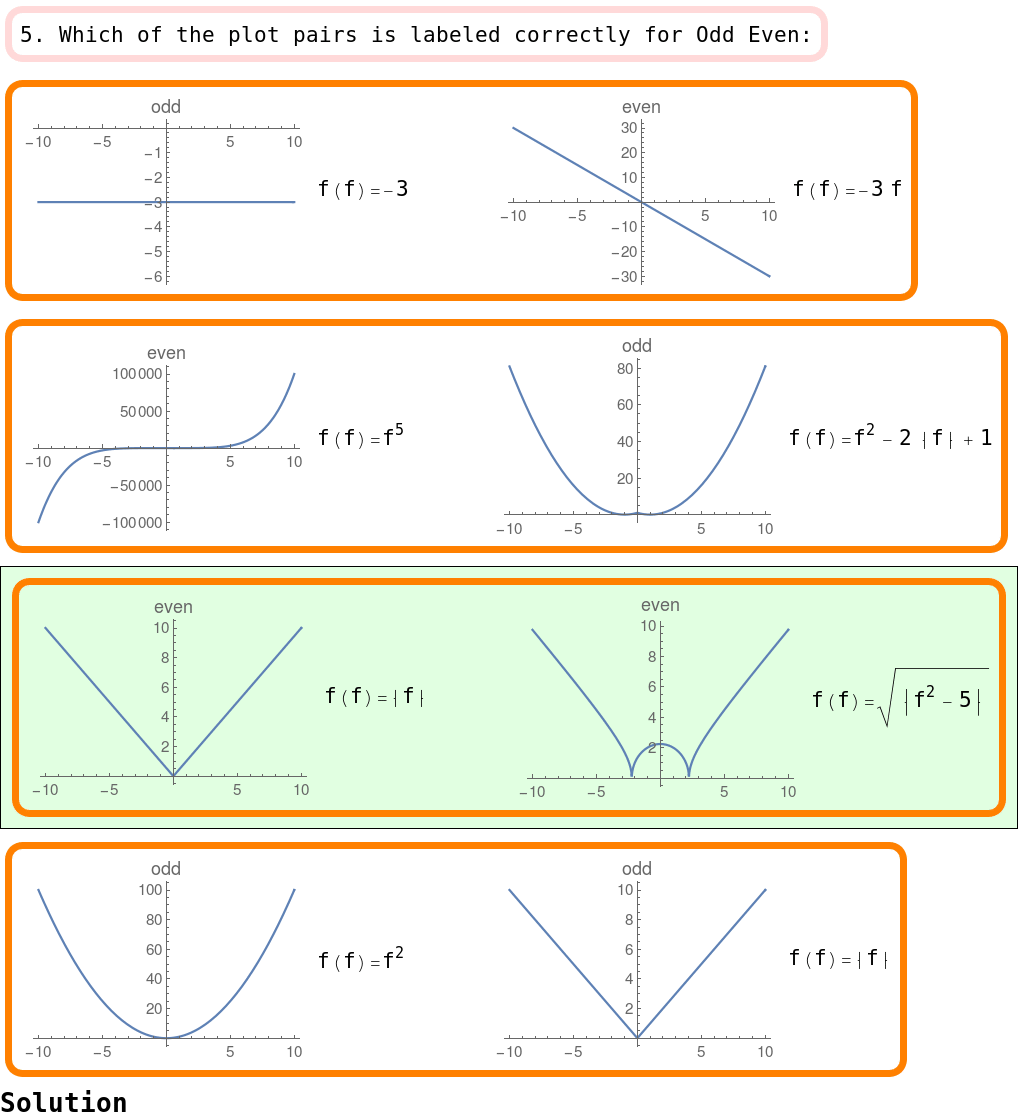 5. Which of the plot pairs is labeled correctly for Odd Even:
odd
−10 −5 5 10
−1
−2
−3
−4
−5
−6
f(f)=−3
even
30
20
10
−10 −5 5 10
−10
−20
−30
f(f)=−3 f
even
100 000
50 000
−10 −5 5 10
−50 000
−100 000
f(f)=f^5
odd
80
60
40
20
−10 −5 5 10
f(f)=f^2 − 2 |f| + 1
even
10
8
6
4
2
−10 −5 5 10
f(f)=|f|
even
10
8
6
4
2
−10 −5 5 10
f(f)=√|f^2 − 5|
odd
100
80
60
40
20
−10 −5 5 10
f(f)=f^2
odd
10
8
6
4
2
−10 −5 5 10
f(f)=|f|
Solution